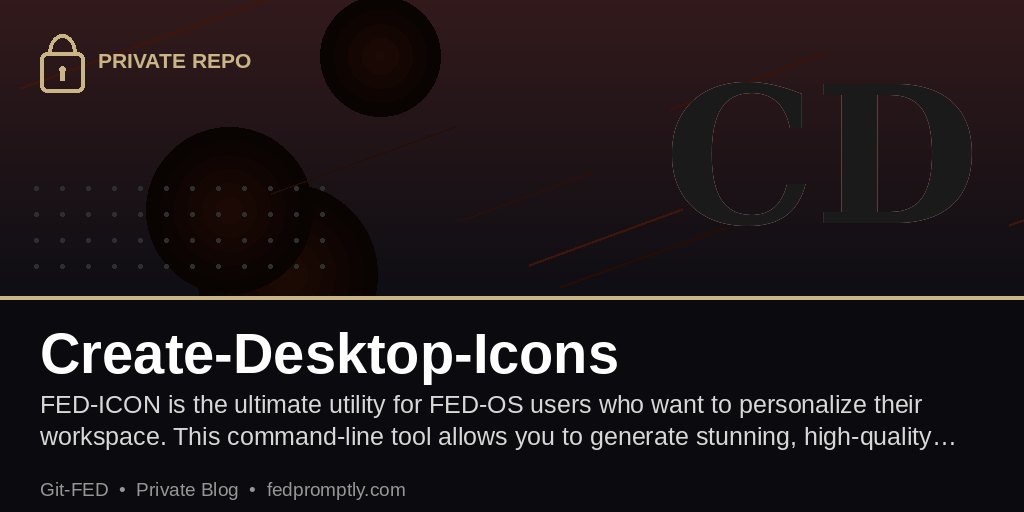 PRIVATE REPO
CD
Create-Desktop-Icons
FED-ICON is the ultimate utility for FED-OS users who want to personalize their
workspace. This command-line tool allows you to generate stunning, high-quality…
Git-FED • Private Blog • fedpromptly.com